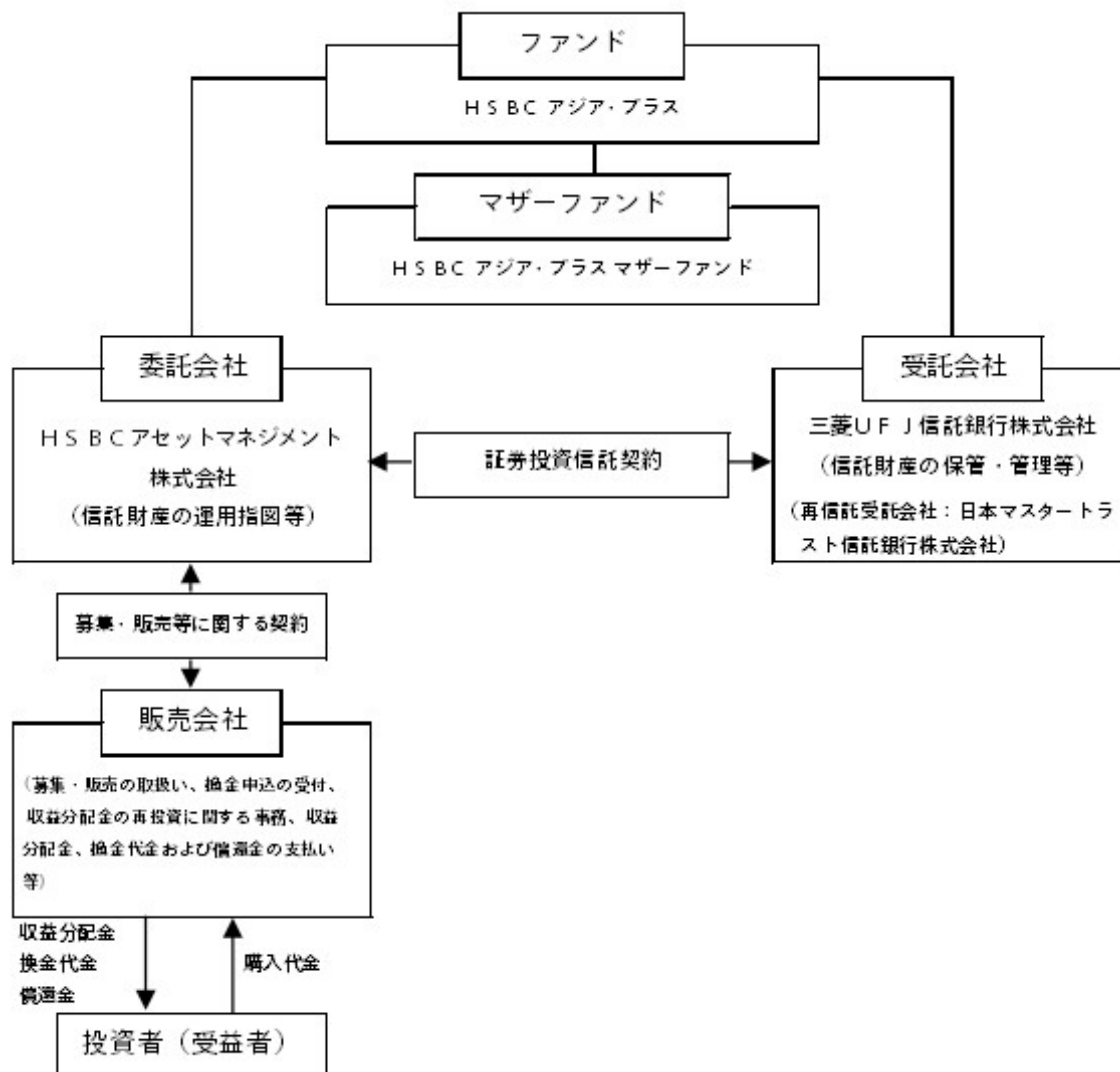 ファンド
HSBC アジア・プラス
マザーファンド
HSBC アジア・プラス マザーファンド
委託会社
HSBCアセットマネジメント
株式会社
(信託財産の運用指図等)
証券投資信託契約
受託会社
三菱UFJ信託銀行株式会社
(信託財産の保管・管理等)
(再信託受託会社:日本マスタートラ
スト信託銀行株式会社)
募集・販売等に関する契約
販売会社
(募集・販売の取扱い、換金申込の受付、
収益分配金の再投資に関する事務、収益
分配金、換金代金および償還金の支払い
等)
収益分配金
換金代金
償還金
購入代金
投資者(受益者)